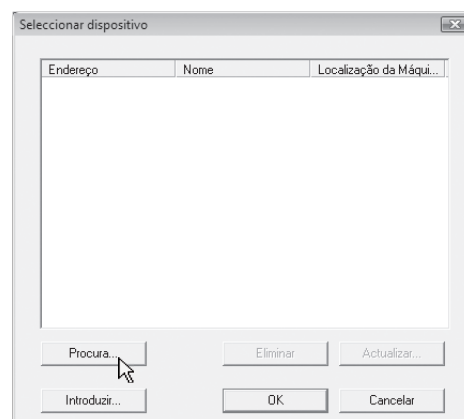 Seleccionar dispositivo
Endereço Nome Localização da Máqui...
Procura... Eliminar Actualizar...
Introduzir... OK Cancelar